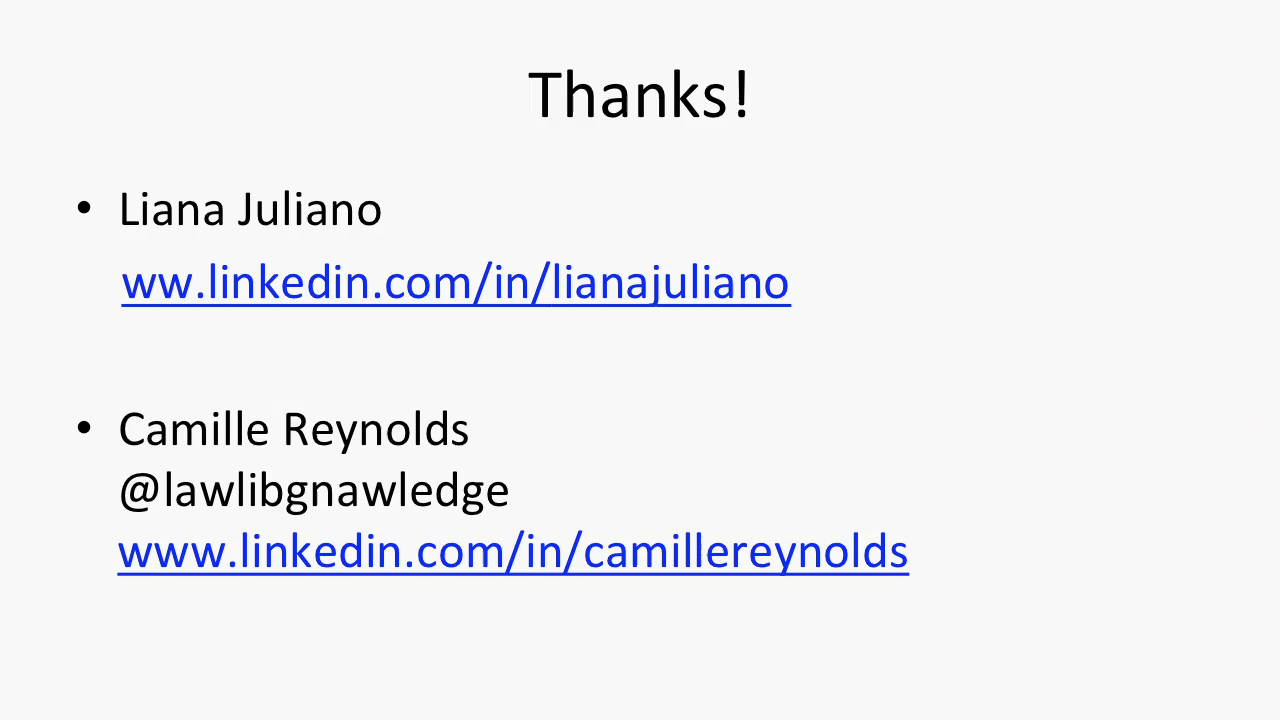 Thanks!
• Liana Juliano
ww.linkedin.com/in/lianajuliano
• Camille Reynolds
@lawlibgnawledge
www.linkedin.com/in/camillereynolds